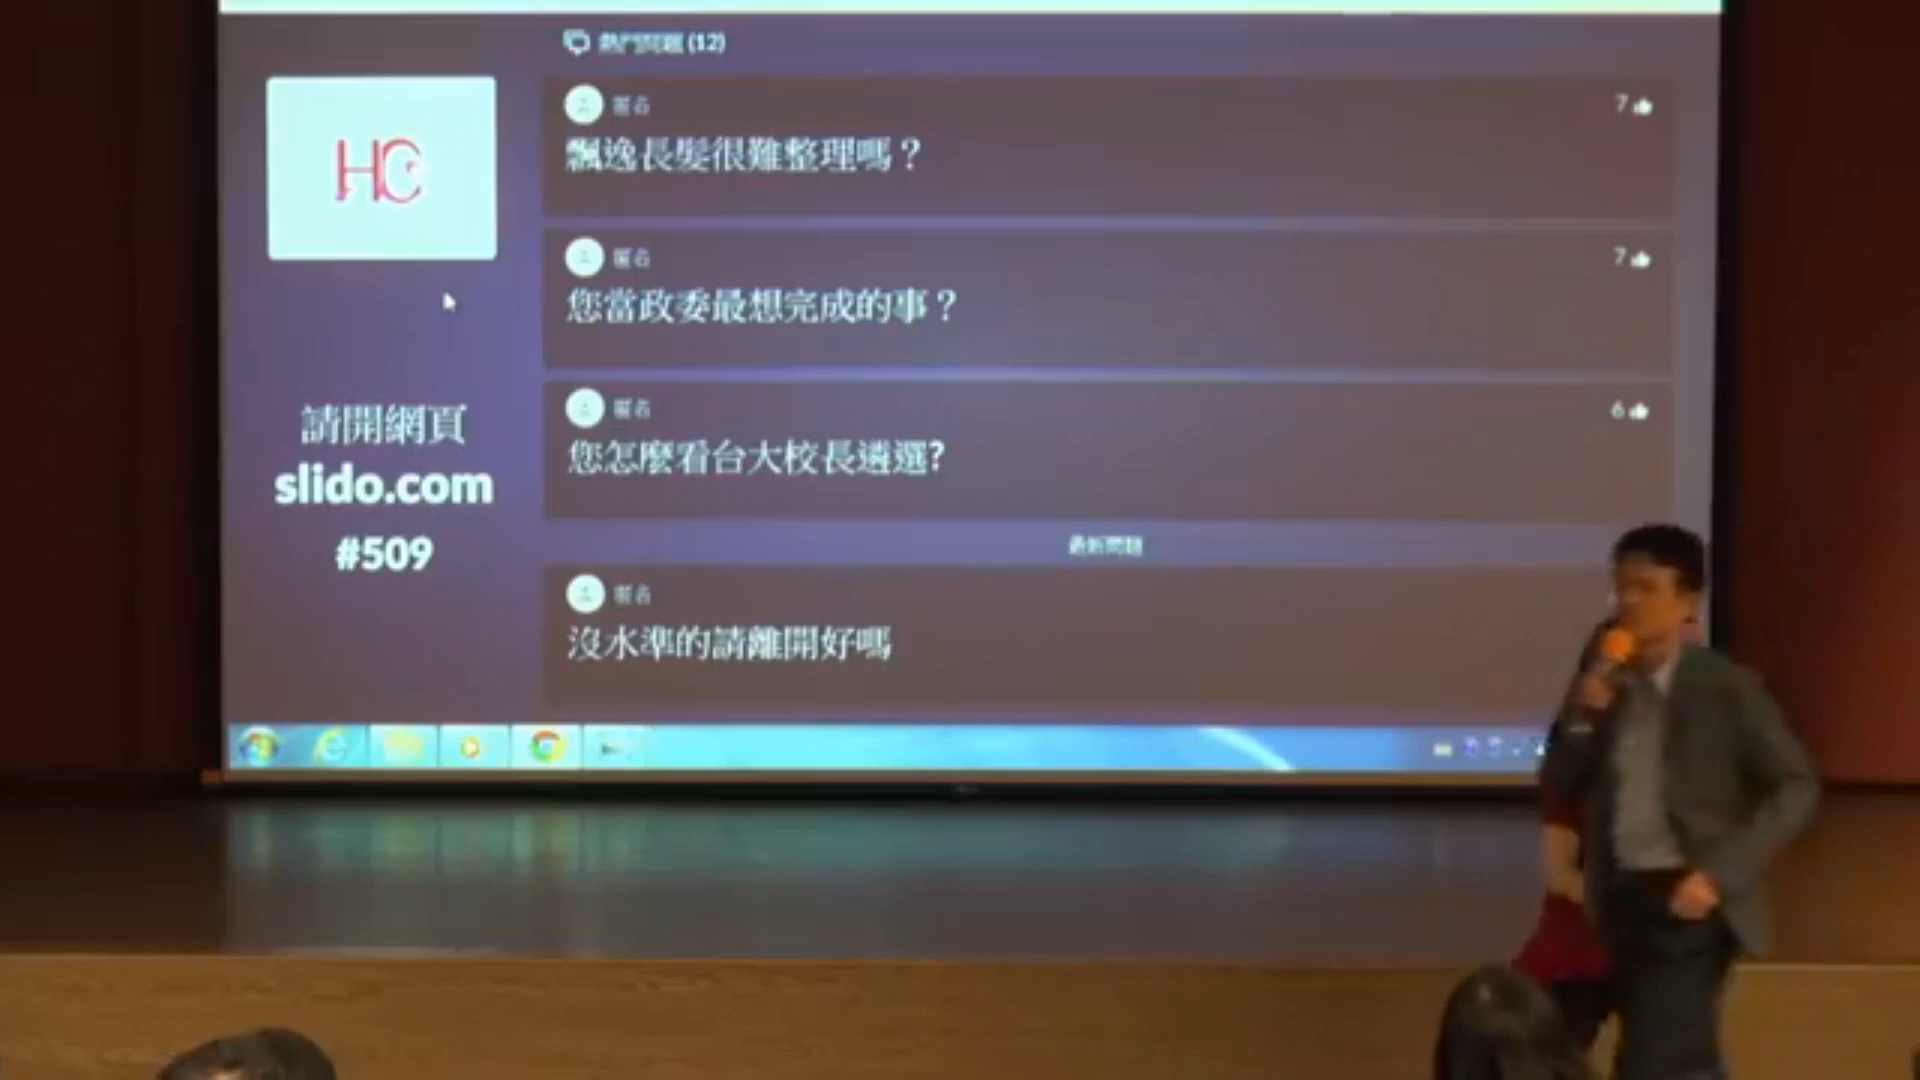 熱門問題 (12)
HC
匿名
7
飄逸長髮很難整理嗎？
匿名
7
您當政委最想完成的事？
匿名
6
您怎麼看台大校長遴選?
請開網頁
slido.com
#509
最新問題
匿名
沒水準的請離開好嗎